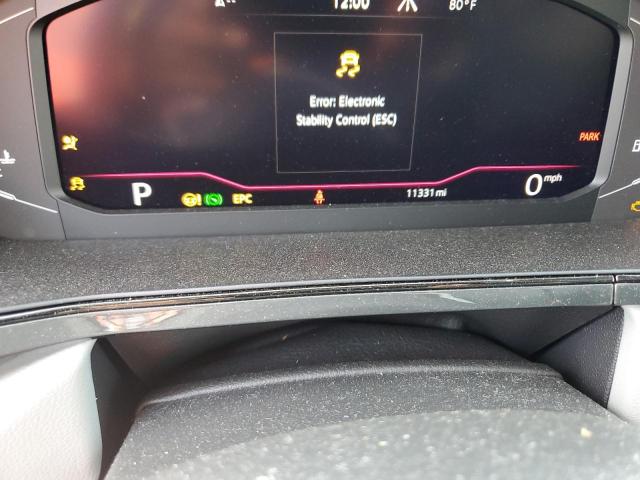 12:00
80°F
Error: Electronic
Stability Control (ESC)
PARK
P
EPC
11331 mi
0 mph